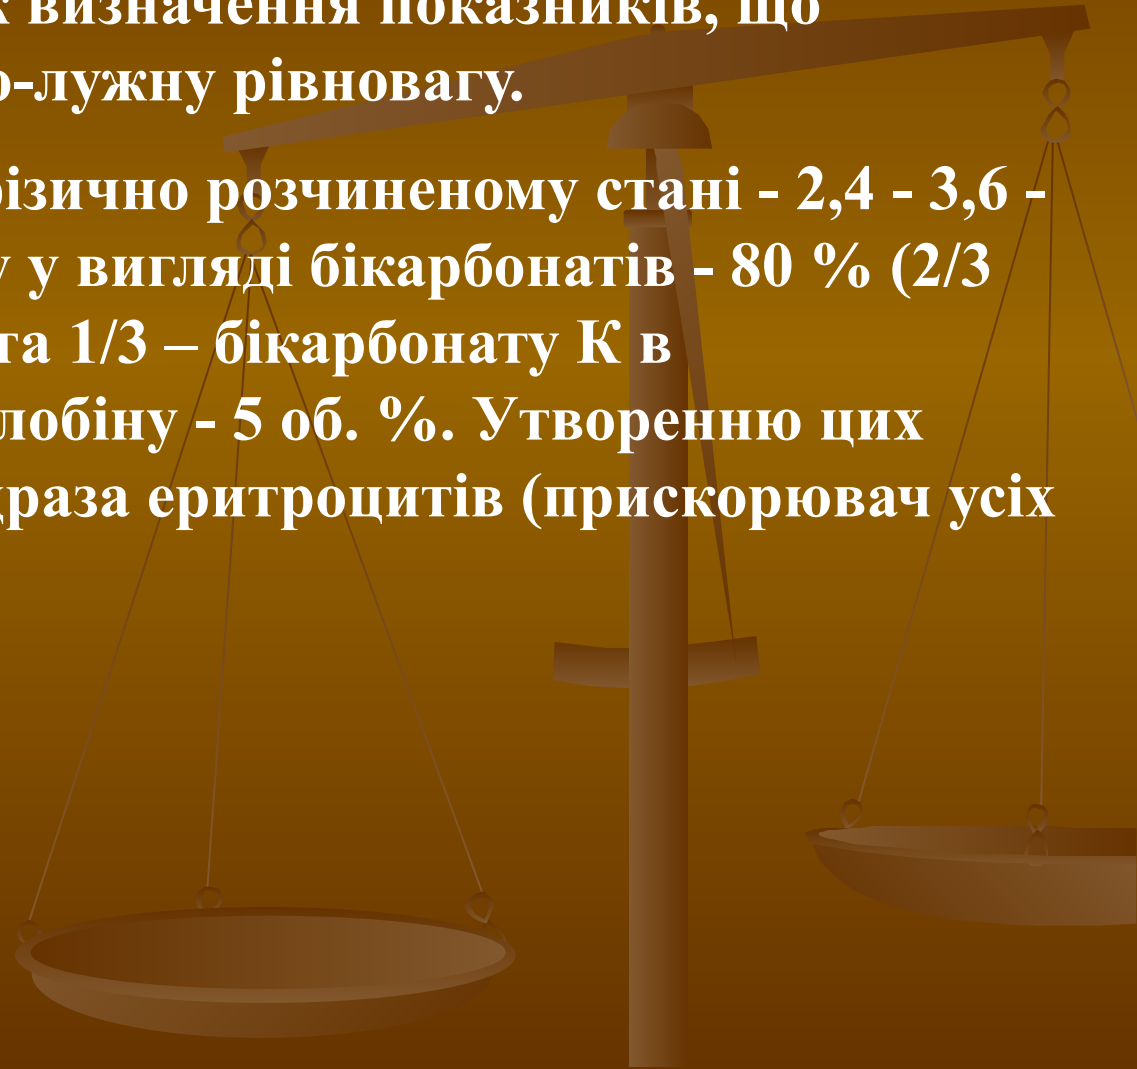 визначення показників, що
о-лужну рівновагу.
ізично розчиненому стані - 2,4 - 3,6 -
у у вигляді бікарбонатів - 80 % (2/3
та 1/3 – бікарбонату К в
лобіну - 5 об. %. Утворенню цих
драза еритроцитів (прискорювач усіх